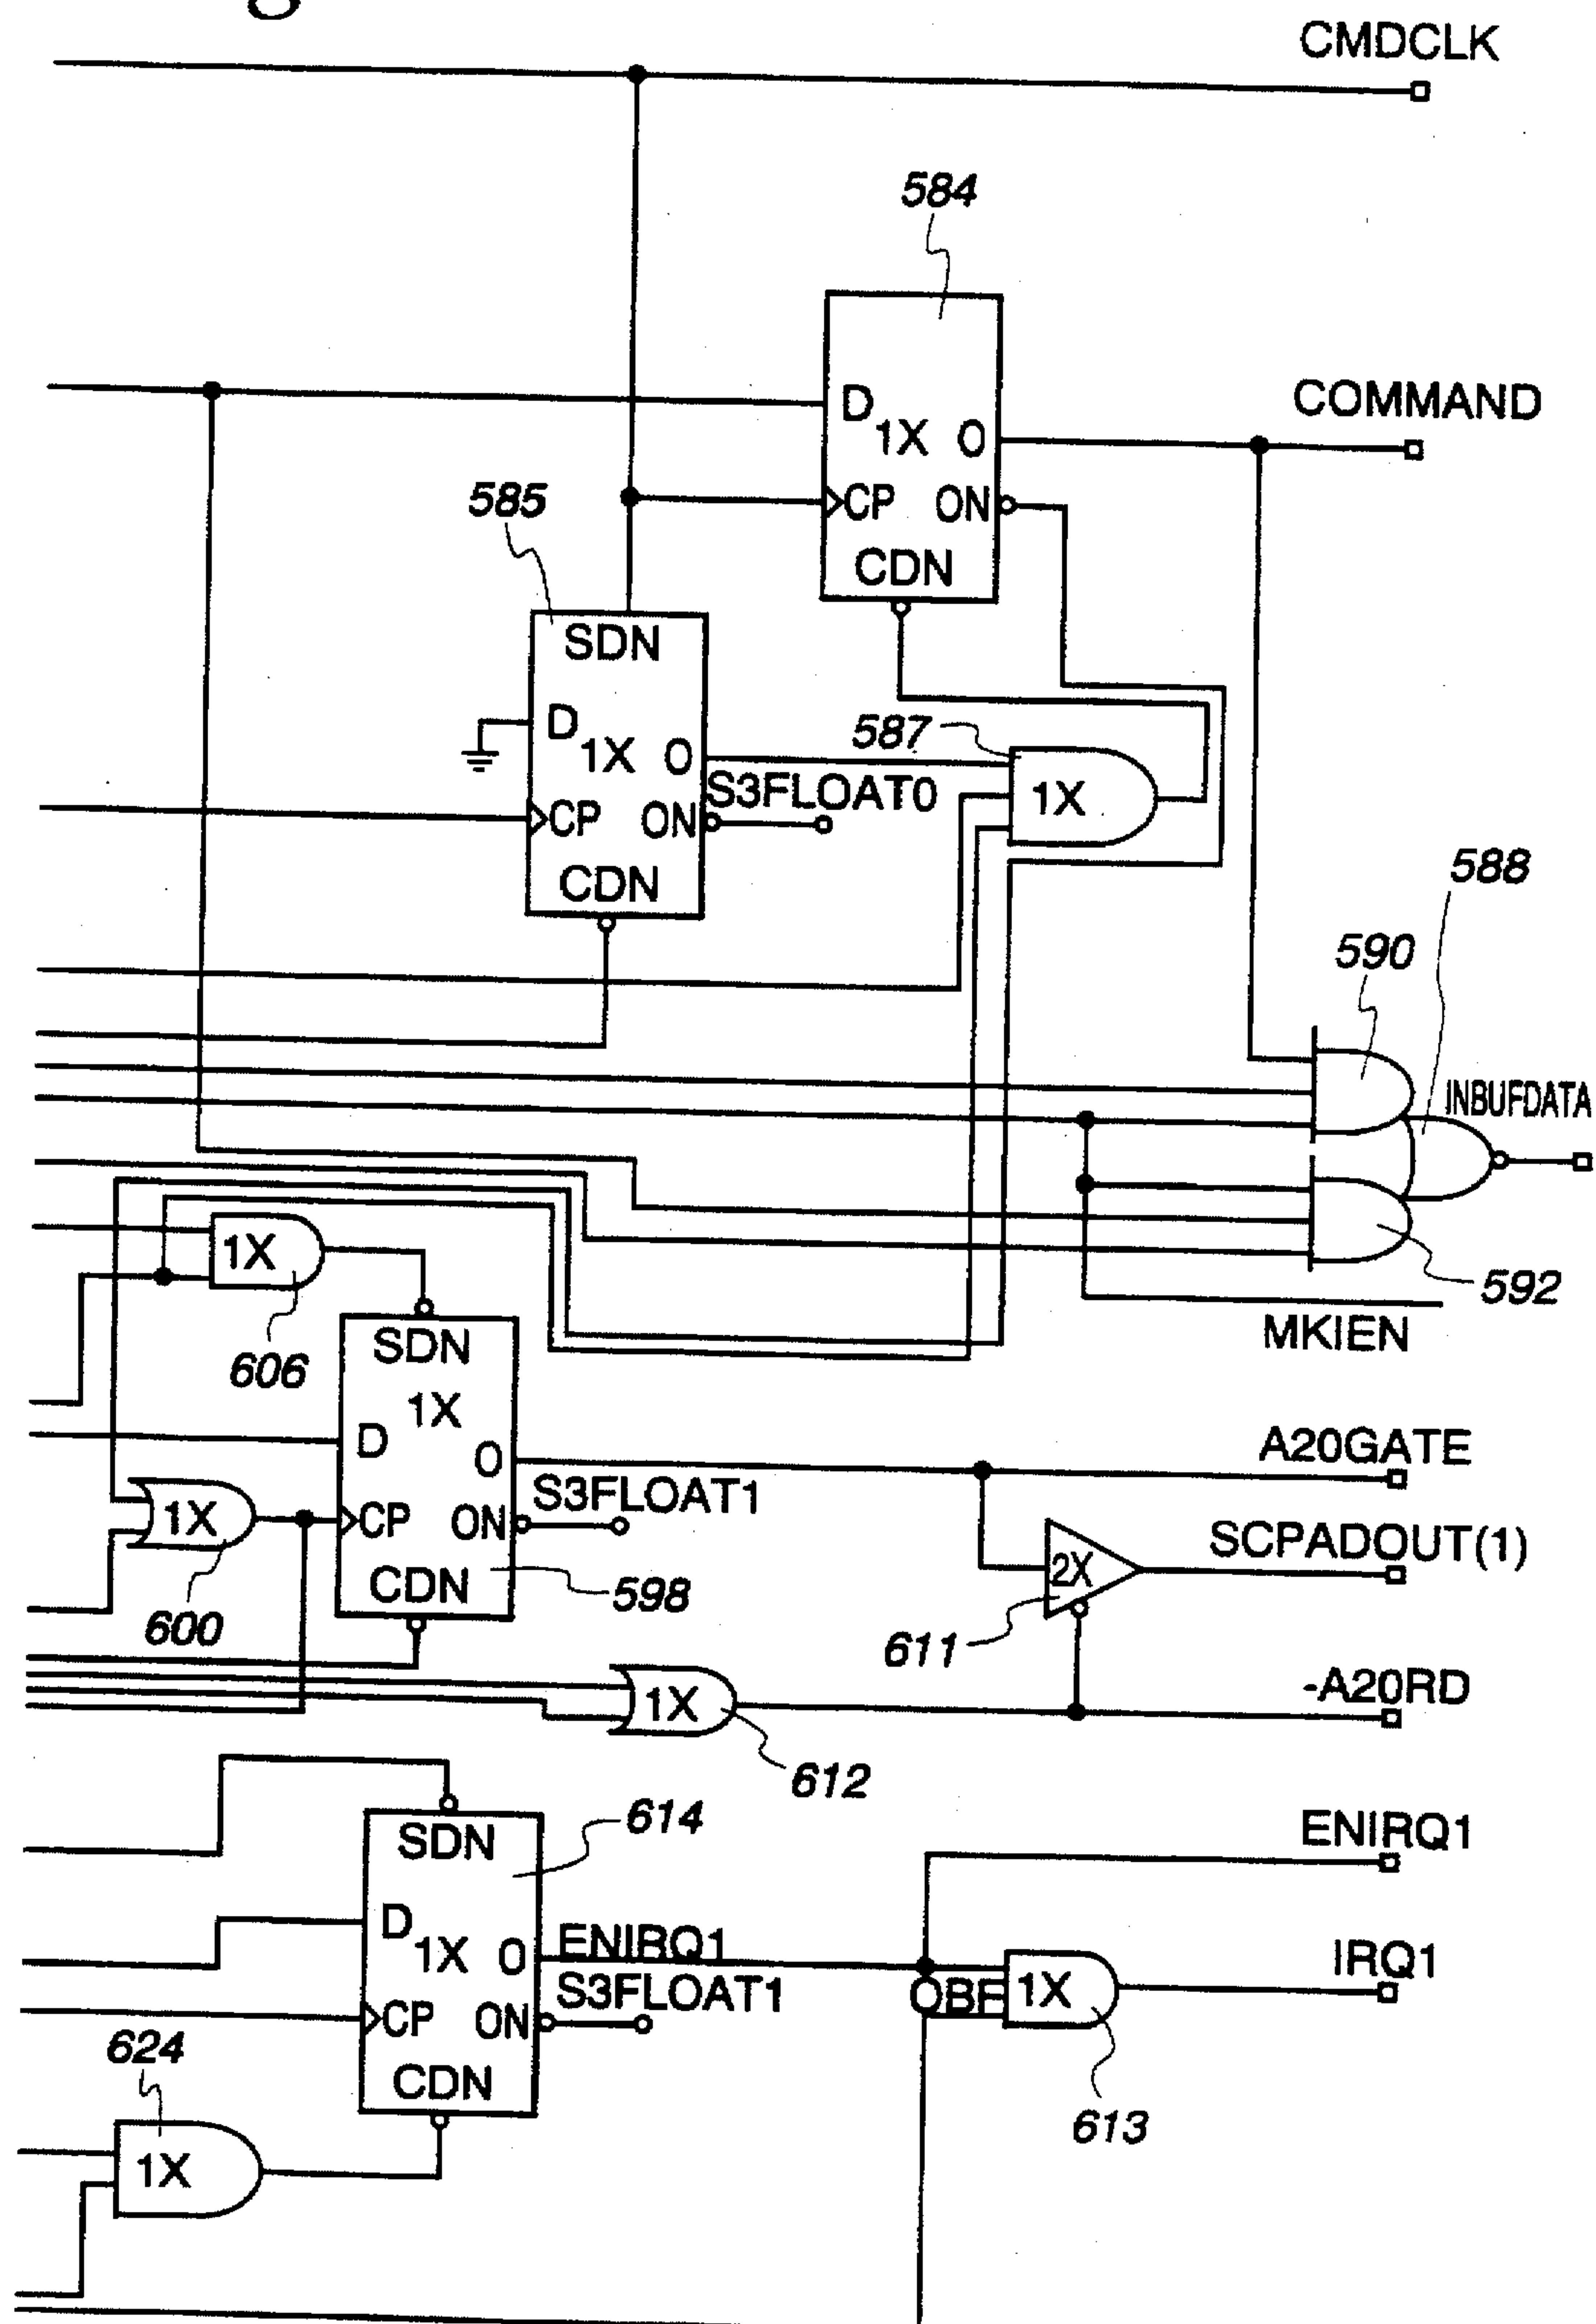 CMDCLK
584
D
1X
O
COMMAND
585
CP
ON
CDN
SDN
D
1X
O
587
1X
S3FLOAT0
CP
ON
CDN
588
590
INBUFDATA
1X
606
592
MKIEN
SDN
1X
D
O
A20GATE
S3FLOAT1
1X
CP
ON
SCPADOUT(1)
2X
CDN
598
600
611
-A20RD
1X
612
SDN
614
ENIRQ1
D
1X
O
ENIRQ1
IRQ1
S3FLOAT1
OBF
1X
CP
ON
624
CDN
613
1X